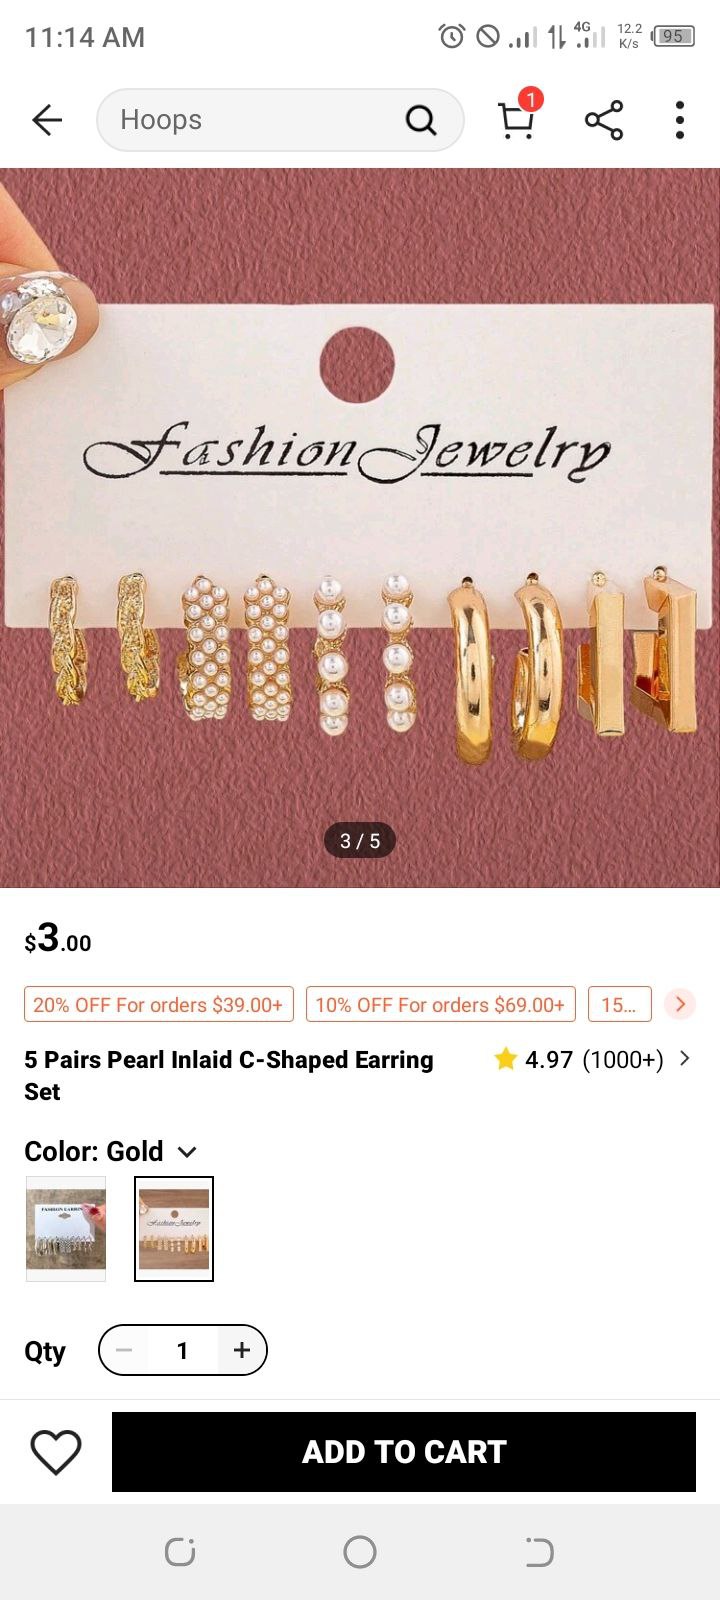 11:14 AM
4G
12.2
K/s
95
Hoops
1
Fashion Jewelry
3 / 5
$3.00
20% OFF For orders $39.00+
10% OFF For orders $69.00+
15...
5 Pairs Pearl Inlaid C-Shaped Earring
Set
4.97 (1000+)
Color: Gold
FASHION EARRIN
Fashion Jewelry
Qty
1
ADD TO CART